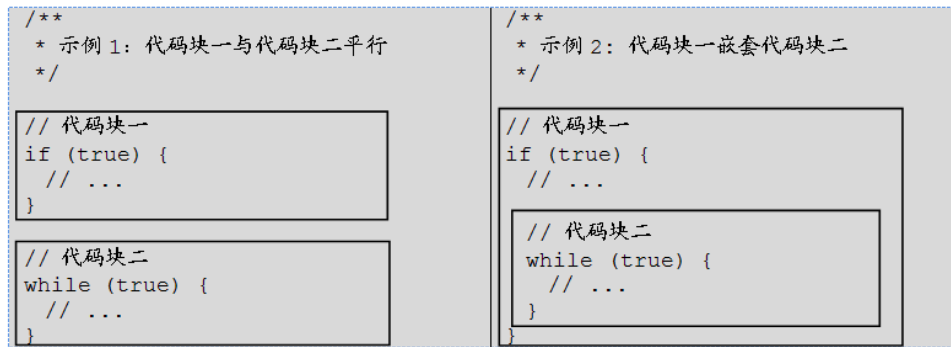 /**
 * 示例 1：代码块一与代码块二平行
 */
// 代码块一
if (true) {
  // ...
}
// 代码块二
while (true) {
  // ...
}
/**
 * 示例 2: 代码块一嵌套代码块二
 */
// 代码块一
if (true) {
  // ...
  // 代码块二
  while (true) {
    // ...
  }
}